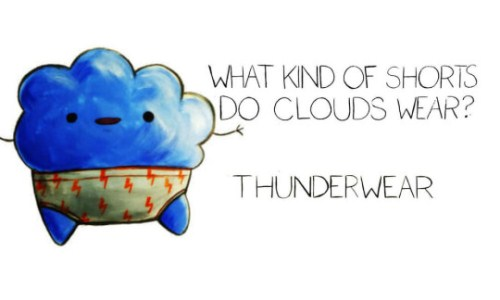 WHAT KIND OF SHORTS
DO CLOUDS WEAR?
THUNDERWEAR